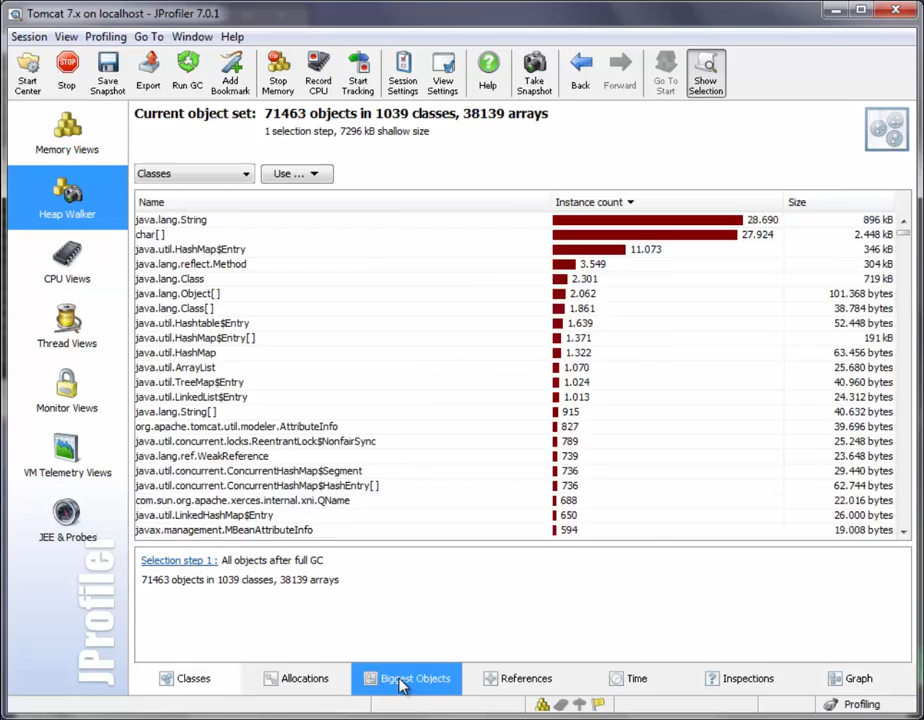 Tomcat 7.x on localhost - JProfiler 7.0.1
Session View Profiling Go To Window Help
Start Center
Stop
Save Snapshot
Export
Run GC
Add Bookmark
Stop Memory
Record CPU
Start Tracking
Session Settings
View Settings
Help
Take Snapshot
Back
Forward
Go To Start
Show Selection
Memory Views
Heap Walker
CPU Views
Thread Views
Monitor Views
VM Telemetry Views
JEE & Probes
JProfiler
Current object set: 71463 objects in 1039 classes, 38139 arrays
1 selection step, 7296 kB shallow size
Classes
Use ...
Name Instance count Size
java.lang.String 28.690 896 kB
char[] 27.924 2.448 kB
java.util.HashMap$Entry 11.073 346 kB
java.lang.reflect.Method 3.549 304 kB
java.lang.Class 2.301 719 kB
java.lang.Object[] 2.062 101.368 bytes
java.lang.Class[] 1.861 38.784 bytes
java.util.Hashtable$Entry 1.639 52.448 bytes
java.util.HashMap$Entry[] 1.371 191 kB
java.util.HashMap 1.322 63.456 bytes
java.util.ArrayList 1.070 25.680 bytes
java.util.TreeMap$Entry 1.024 40.960 bytes
java.util.LinkedList$Entry 1.013 24.312 bytes
java.lang.String[] 915 40.632 bytes
org.apache.tomcat.util.modeler.AttributeInfo 827 39.696 bytes
java.util.concurrent.locks.ReentrantLock$NonfairSync 789 25.248 bytes
java.lang.ref.WeakReference 739 23.648 bytes
java.util.concurrent.ConcurrentHashMap$Segment 736 29.440 bytes
java.util.concurrent.ConcurrentHashMap$HashEntry[] 736 62.744 bytes
com.sun.org.apache.xerces.internal.xni.QName 688 22.016 bytes
java.util.LinkedHashMap$Entry 650 26.000 bytes
javax.management.MBeanAttributeInfo 594 19.008 bytes
Selection step 1 : All objects after full GC
71463 objects in 1039 classes, 38139 arrays
Classes Allocations Biggest Objects References Time Inspections Graph
Profiling